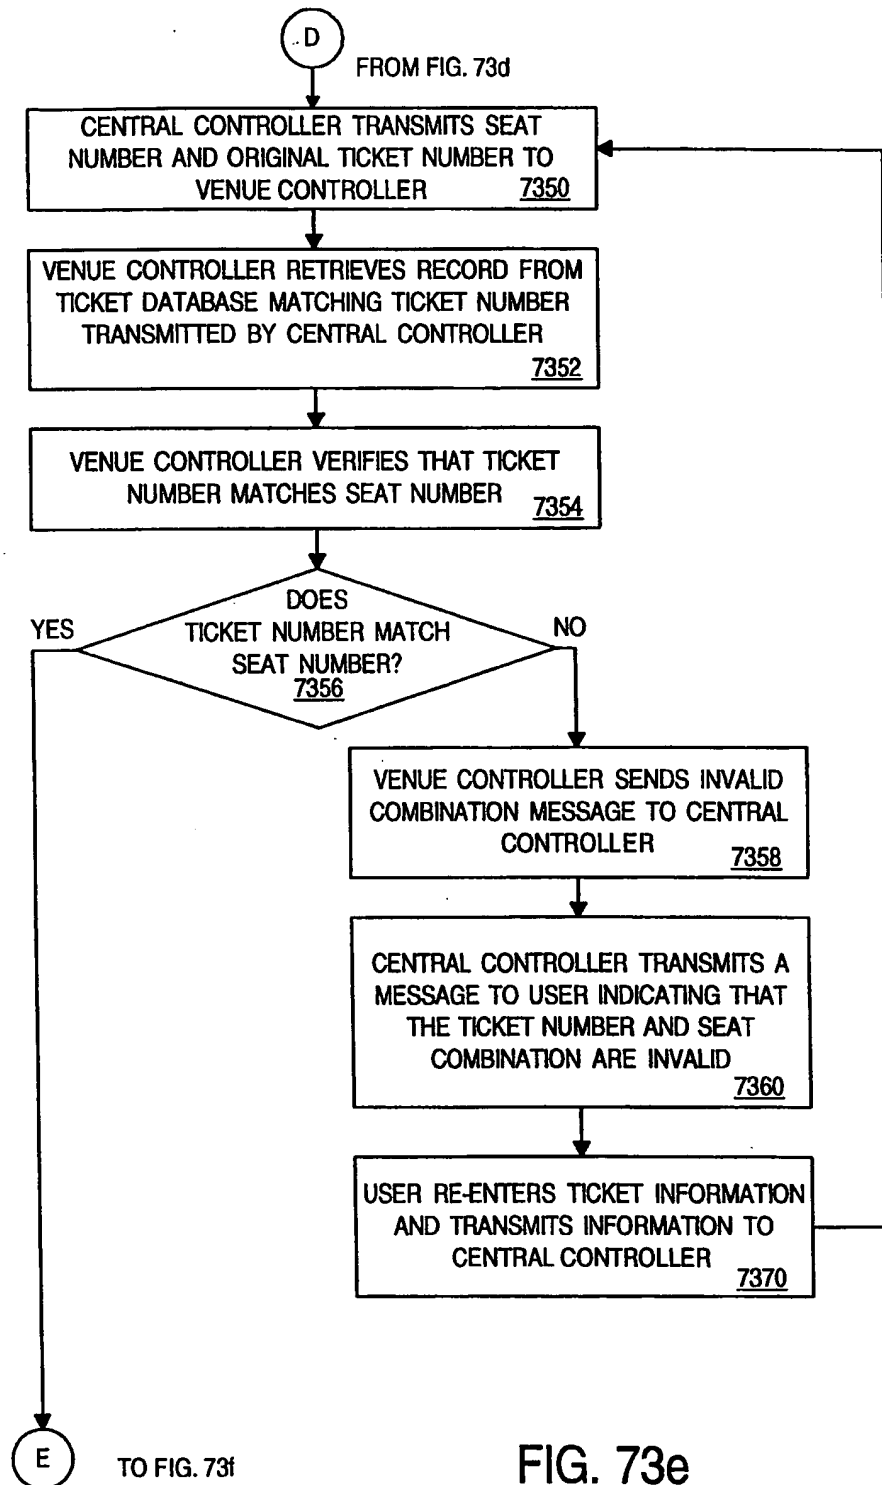 D
FROM FIG. 73d
CENTRAL CONTROLLER TRANSMITS SEAT
NUMBER AND ORIGINAL TICKET NUMBER TO
VENUE CONTROLLER 7350
VENUE CONTROLLER RETRIEVES RECORD FROM
TICKET DATABASE MATCHING TICKET NUMBER
TRANSMITTED BY CENTRAL CONTROLLER
7352
VENUE CONTROLLER VERIFIES THAT TICKET
NUMBER MATCHES SEAT NUMBER
7354
DOES
TICKET NUMBER MATCH
SEAT NUMBER?
7356
YES
NO
VENUE CONTROLLER SENDS INVALID
COMBINATION MESSAGE TO CENTRAL
CONTROLLER
7358
CENTRAL CONTROLLER TRANSMITS A
MESSAGE TO USER INDICATING THAT
THE TICKET NUMBER AND SEAT
COMBINATION ARE INVALID
7360
USER RE-ENTERS TICKET INFORMATION
AND TRANSMITS INFORMATION TO
CENTRAL CONTROLLER
7370
E
TO FIG. 73f
FIG. 73e